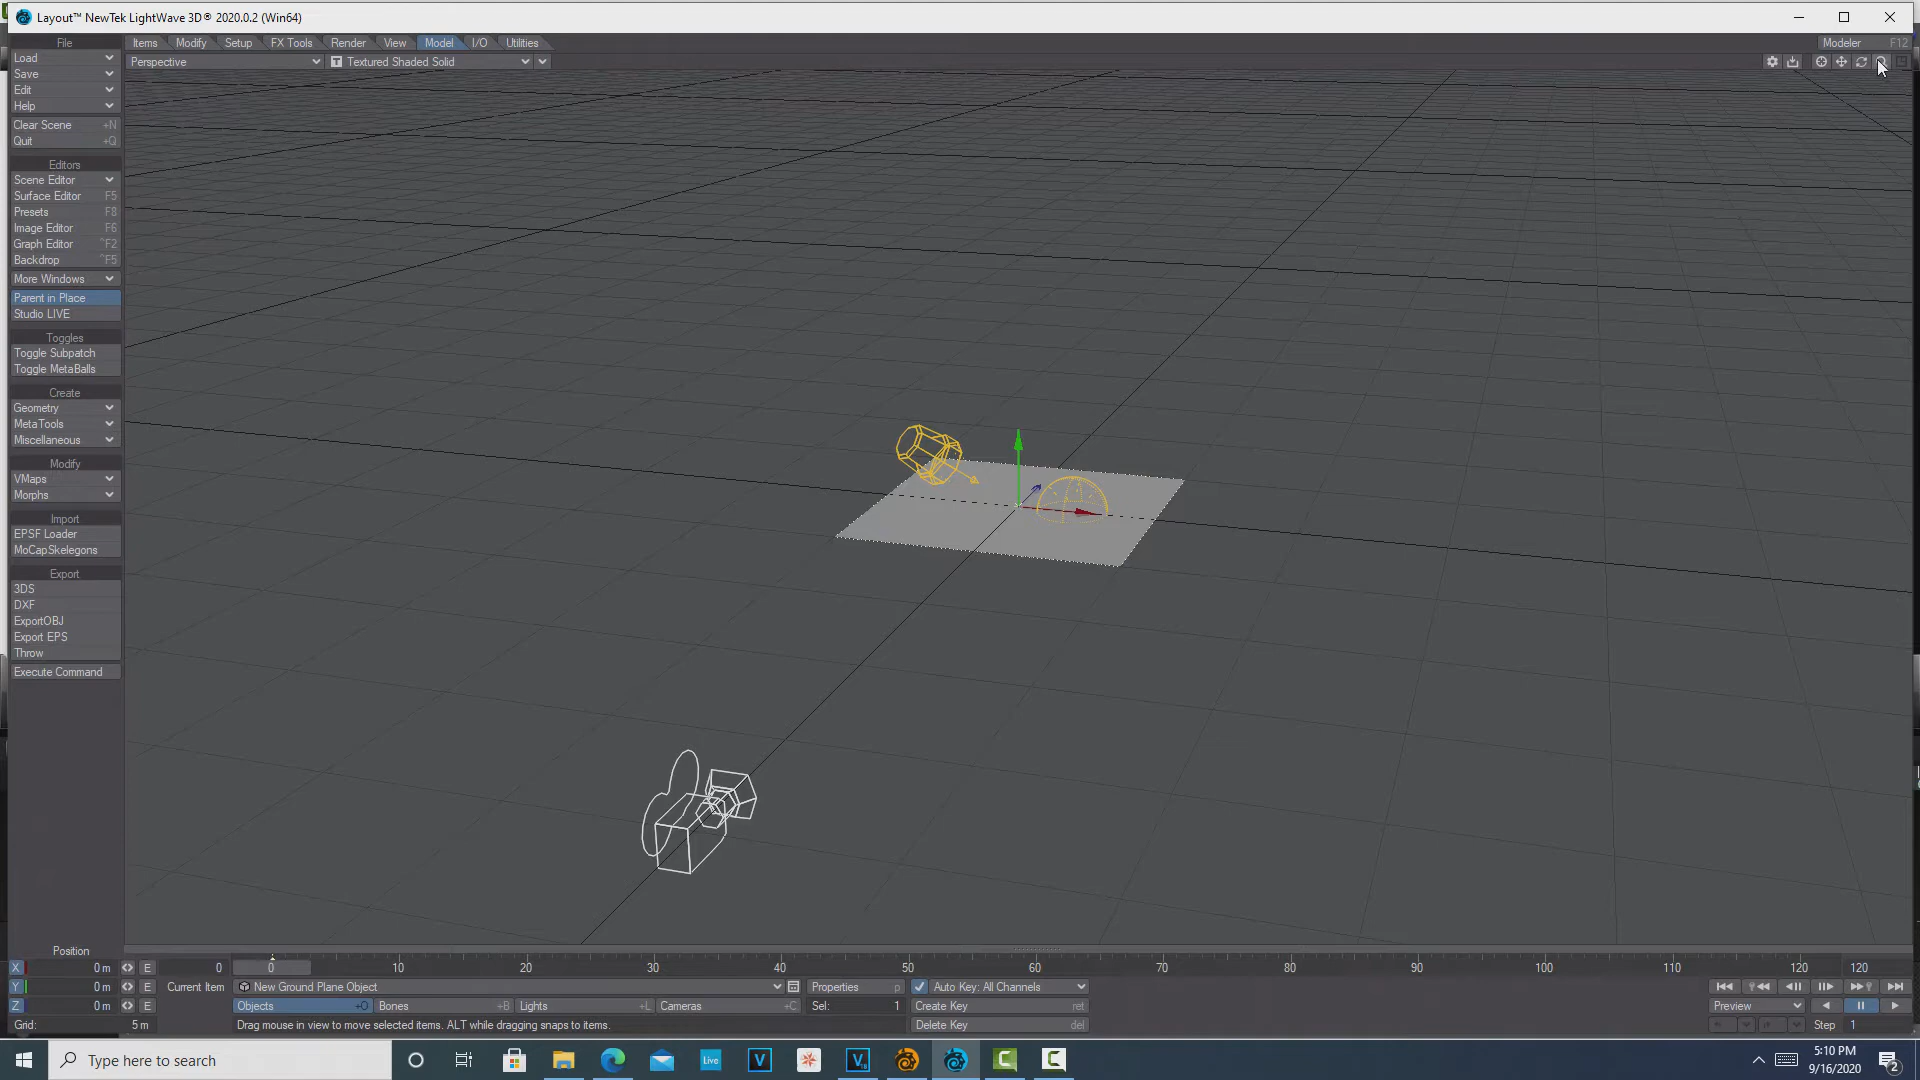 Layout™ NewTek LightWave 3D® 2020.0.2 (Win64)
File
Items
Modify
Setup
FX Tools
Render
View
Model
I/O
Utilities
Modeler F12
Load
Perspective
Textured Shaded Solid
Save
Edit
Help
Clear Scene +N
Quit +Q
Editors
Scene Editor
Surface Editor F5
Presets F8
Image Editor F6
Graph Editor ^F2
Backdrop ^F5
More Windows
Parent in Place
Studio LIVE
Toggles
Toggle Subpatch
Toggle MetaBalls
Create
Geometry
MetaTools
Miscellaneous
Modify
VMaps
Morphs
Import
EPSF Loader
MoCapSkelegons
Export
3DS
DXF
ExportOBJ
Export EPS
Throw
Execute Command
Position
X 0 m E 0
0 10 20 30 40 50 60 70 80 90 100 110 120 120
Y 0 m E Current Item New Ground Plane Object Properties p Auto Key: All Channels
Z 0 m E Objects +O Bones +B Lights +L Cameras +C Sel: 1 Create Key ret Preview
Grid: 5 m Drag mouse in view to move selected items. ALT while dragging snaps to items. Delete Key del Step 1
Type here to search
Live
5:10 PM
9/16/2020
2